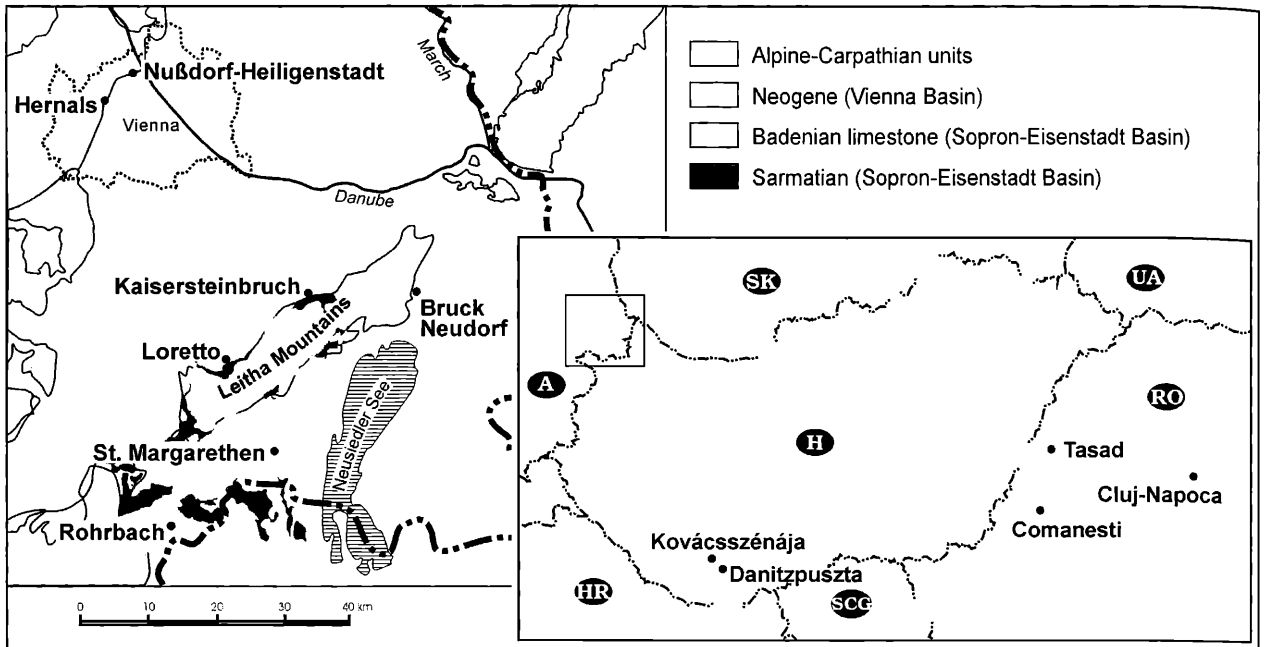 Nußdorf-Heiligenstadt
Hernals
Vienna
March
Danube
Kaisersteinbruch
Bruck
Neudorf
Loretto
Leitha Mountains
Neusiedler See
St. Margarethen
Rohrbach
0 10 20 30 40 km
Alpine-Carpathian units
Neogene (Vienna Basin)
Badenian limestone (Sopron-Eisenstadt Basin)
Sarmatian (Sopron-Eisenstadt Basin)
SK
UA
A
RO
H
Tasad
Cluj-Napoca
Comanesti
Kovácsszénája
Danitzpuszta
HR
SCG